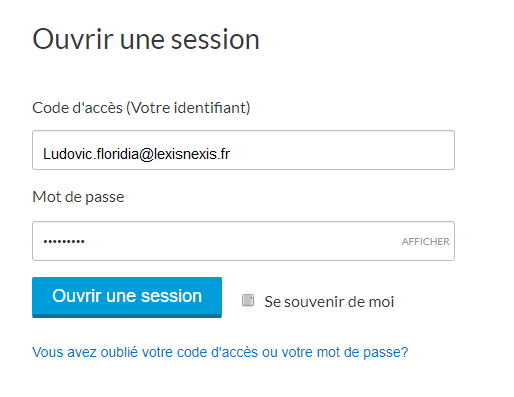 Ouvrir une session
Code d'accès (Votre identifiant)
Ludovic.floridia@lexisnexis.fr
Mot de passe
••••••••• AFFICHER
Ouvrir une session Se souvenir de moi
Vous avez oublié votre code d'accès ou votre mot de passe?